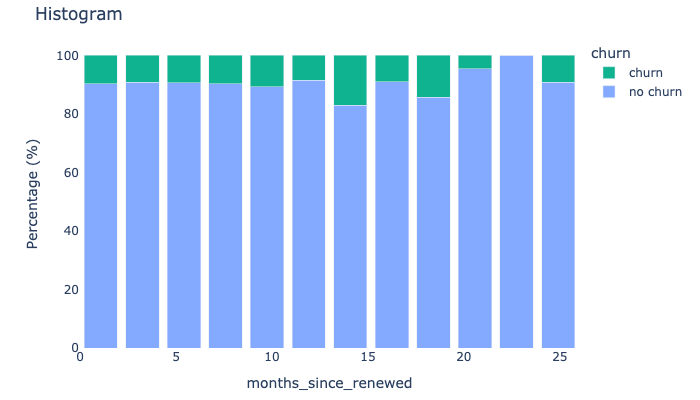 Histogram
churn
churn
no churn
100
80
60
40
20
0
Percentage (%)
0 5 10 15 20 25
months_since_renewed